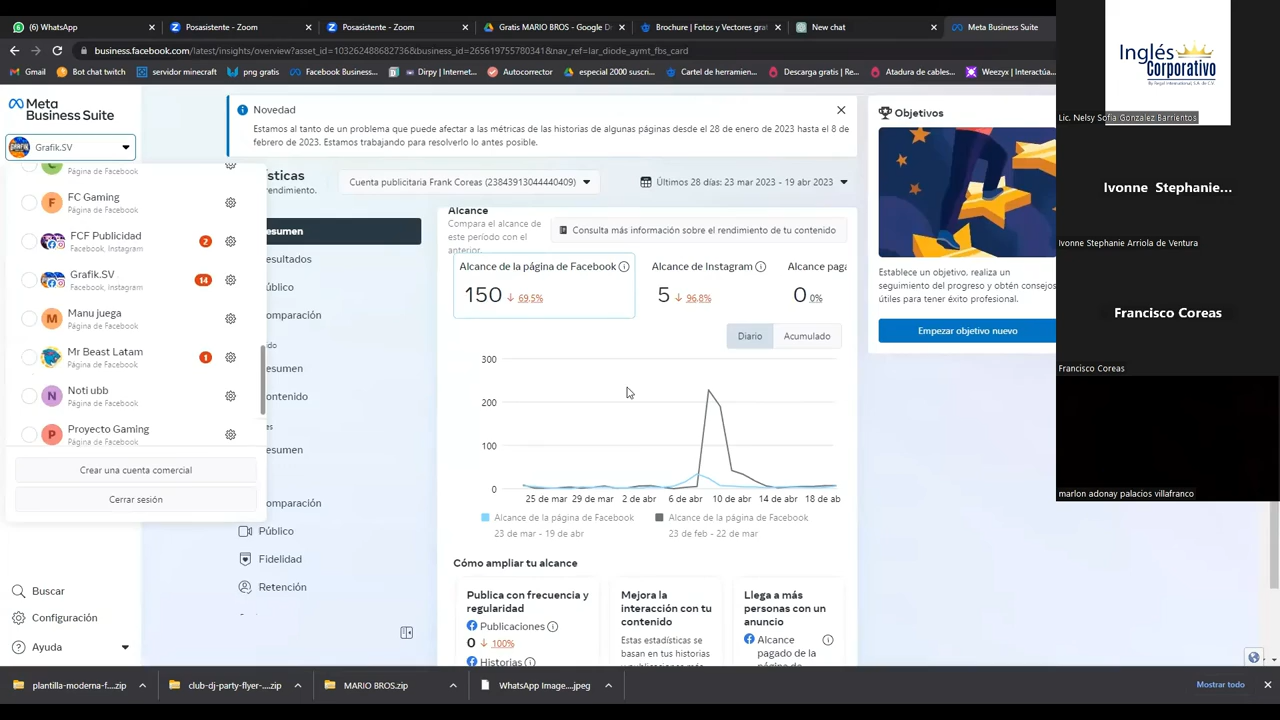 WhatsApp
Posasistente - Zoom
Posasistente - Zoom
Gratis MARIO BROS - Google Dr
Brochure | Fotos y Vectores grat
New chat
Meta Business Suite
business.facebook.com/latest/insights/overview?asset_id=103262488682736&business_id=265619755780341&nav_ref=lar_diode_aymt_fbs_card
Gmail
Bot chat twitch
servidor minecraft
png gratis
Facebook Business...
Dirpy | Internet...
Autocorrector
especial 2000 suscri...
Cartel de herramien...
Descarga gratis | Re...
Atadura de cables...
Weezyx | Interactúa...
Meta
Business Suite
Grafik.SV
Página de Facebook
FC Gaming
Página de Facebook
FCF Publicidad
Facebook, Instagram
2
Grafik.SV
Facebook, Instagram
14
Manu juega
Página de Facebook
Mr Beast Latam
Página de Facebook
1
Noti ubb
Página de Facebook
Proyecto Gaming
Página de Facebook
Crear una cuenta comercial
Cerrar sesión
Buscar
Configuración
Ayuda
Novedad
Estamos al tanto de un problema que puede afectar a las métricas de las historias de algunas páginas desde el 28 de enero de 2023 hasta el 8 de
febrero de 2023. Estamos trabajando para resolverlo lo antes posible.
ísticas
rendimiento.
Cuenta publicitaria Frank Coreas (23843913044440409)
Últimos 28 días: 23 mar 2023 - 19 abr 2023
esumen
esultados
úblico
omparación
do
esumen
ontenido
es
esumen
omparación
Público
Fidelidad
Retención
Alcance
Compara el alcance
de este período con el
anterior.
Consulta más información sobre el rendimiento de tu contenido
Alcance de la página de Facebook
150 ↓ 69,5%
Alcance de Instagram
5 ↓ 96,8%
Alcance paga
0 0%
Diario
Acumulado
300
200
100
0
25 de mar
29 de mar
2 de abr
6 de abr
10 de abr
14 de abr
18 de ab
Alcance de la página de Facebook
23 de mar - 19 de abr
Alcance de la página de Facebook
23 de feb - 22 de mar
Cómo ampliar tu alcance
Publica con frecuencia y
regularidad
Publicaciones
0 ↓ 100%
Historias
Mejora la
interacción con tu
contenido
Estas estadísticas se
basan en tus historias
Llega a más
personas con un
anuncio
Alcance
pagado de la
página de
Objetivos
Establece un objetivo, realiza un
seguimiento del progreso y obtén consejos
útiles para tener éxito profesional.
Empezar objetivo nuevo
Inglés
Corporativo
Lic. Nelsy Sofia Gonzalez Barrientos
Ivonne Stephanie...
Ivonne Stephanie Arriola de Ventura
Francisco Coreas
Francisco Coreas
marlon adonay palacios villafranco
plantilla-moderna-f....zip
club-dj-party-flyer-....zip
MARIO BROS.zip
WhatsApp Image....jpeg
Mostrar todo